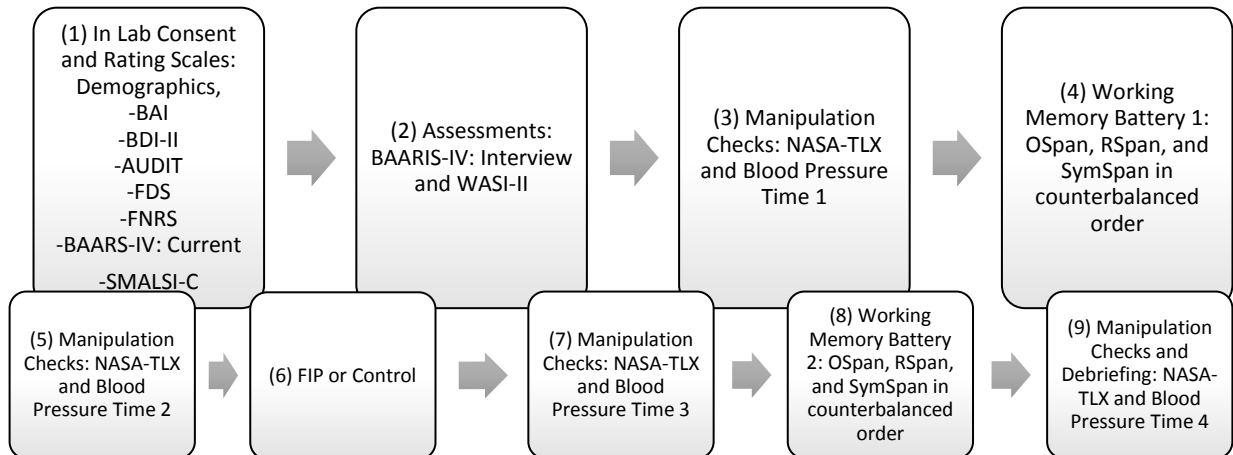 (1) In Lab Consent
and Rating Scales:
Demographics,
-BAI
-BDI-II
-AUDIT
-FDS
-FNRS
-BAARS-IV: Current
-SMALSI-C
(2) Assessments:
BAARIS-IV: Interview
and WASI-II
(3) Manipulation
Checks: NASA-TLX
and Blood Pressure
Time 1
(4) Working
Memory Battery 1:
OSpan, RSpan, and
SymSpan in
counterbalanced
order
(5) Manipulation
Checks: NASA-TLX
and Blood
Pressure Time 2
(6) FIP or Control
(7) Manipulation
Checks: NASA-TLX
and Blood
Pressure Time 3
(8) Working
Memory Battery
2: OSpan, RSpan,
and SymSpan in
counterbalanced
order
(9) Manipulation
Checks and
Debriefing: NASA-
TLX and Blood
Pressure Time 4